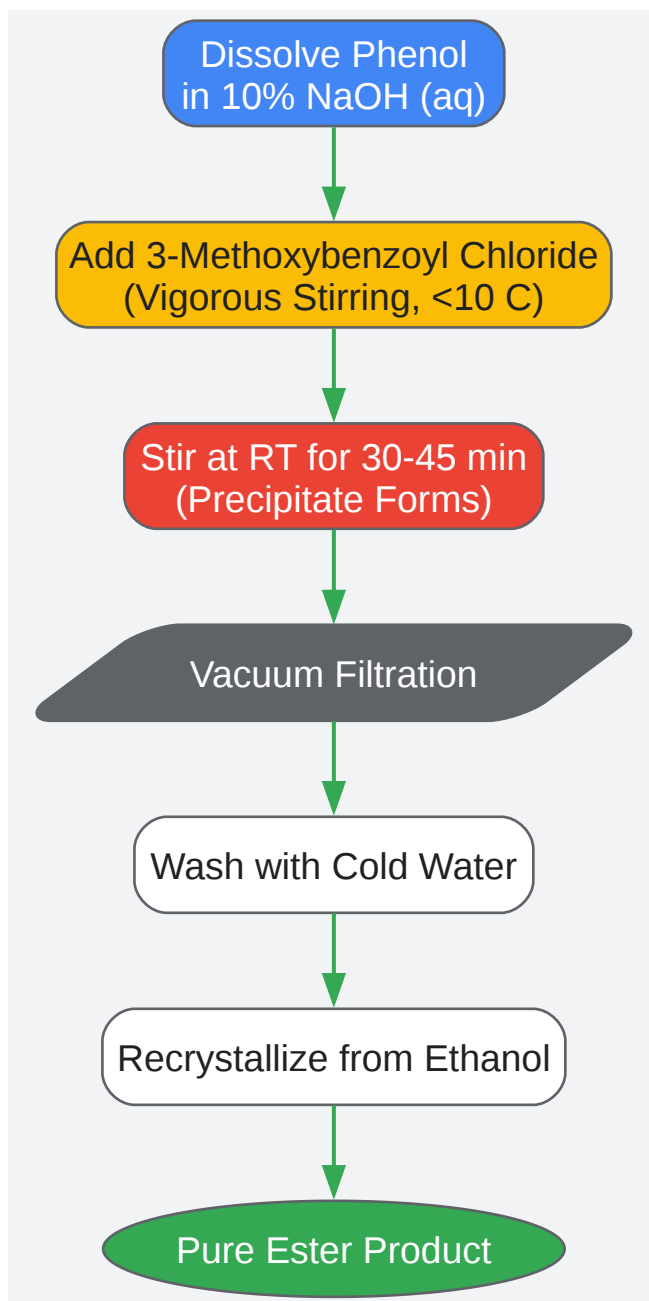 Dissolve Phenol
in 10% NaOH (aq)
Add 3-Methoxybenzoyl Chloride
(Vigorous Stirring, <10 C)
Stir at RT for 30-45 min
(Precipitate Forms)
Vacuum Filtration
Wash with Cold Water
Recrystallize from Ethanol
Pure Ester Product